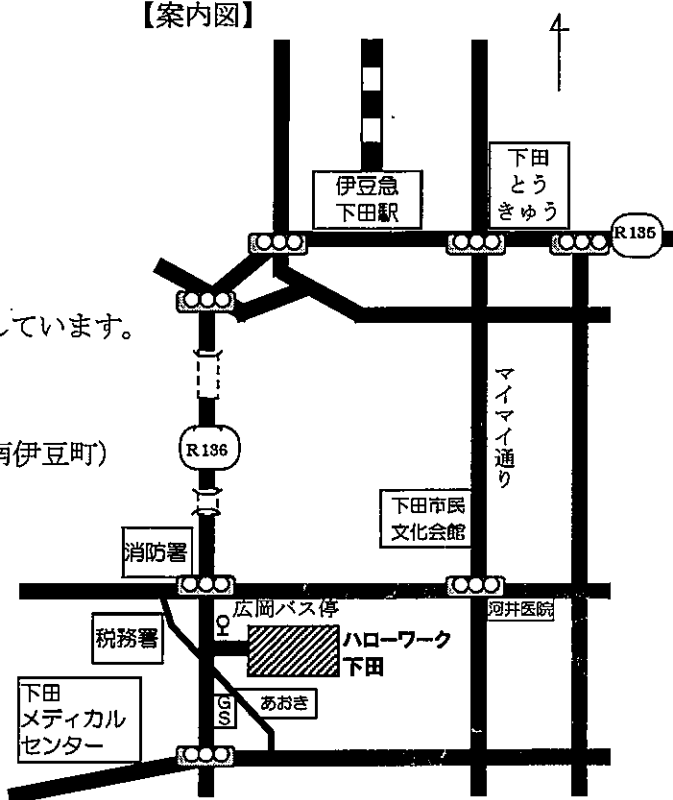 【案内図】
下田
とう
きゅう
伊豆急
下田駅
R135
しています。
マイマイ通り
R136
南伊豆町）
下田市民
文化会館
消防署
広岡バス停
河井医院
税務署
ハローワーク
下田
下田
メディカル
センター
GS
あおき